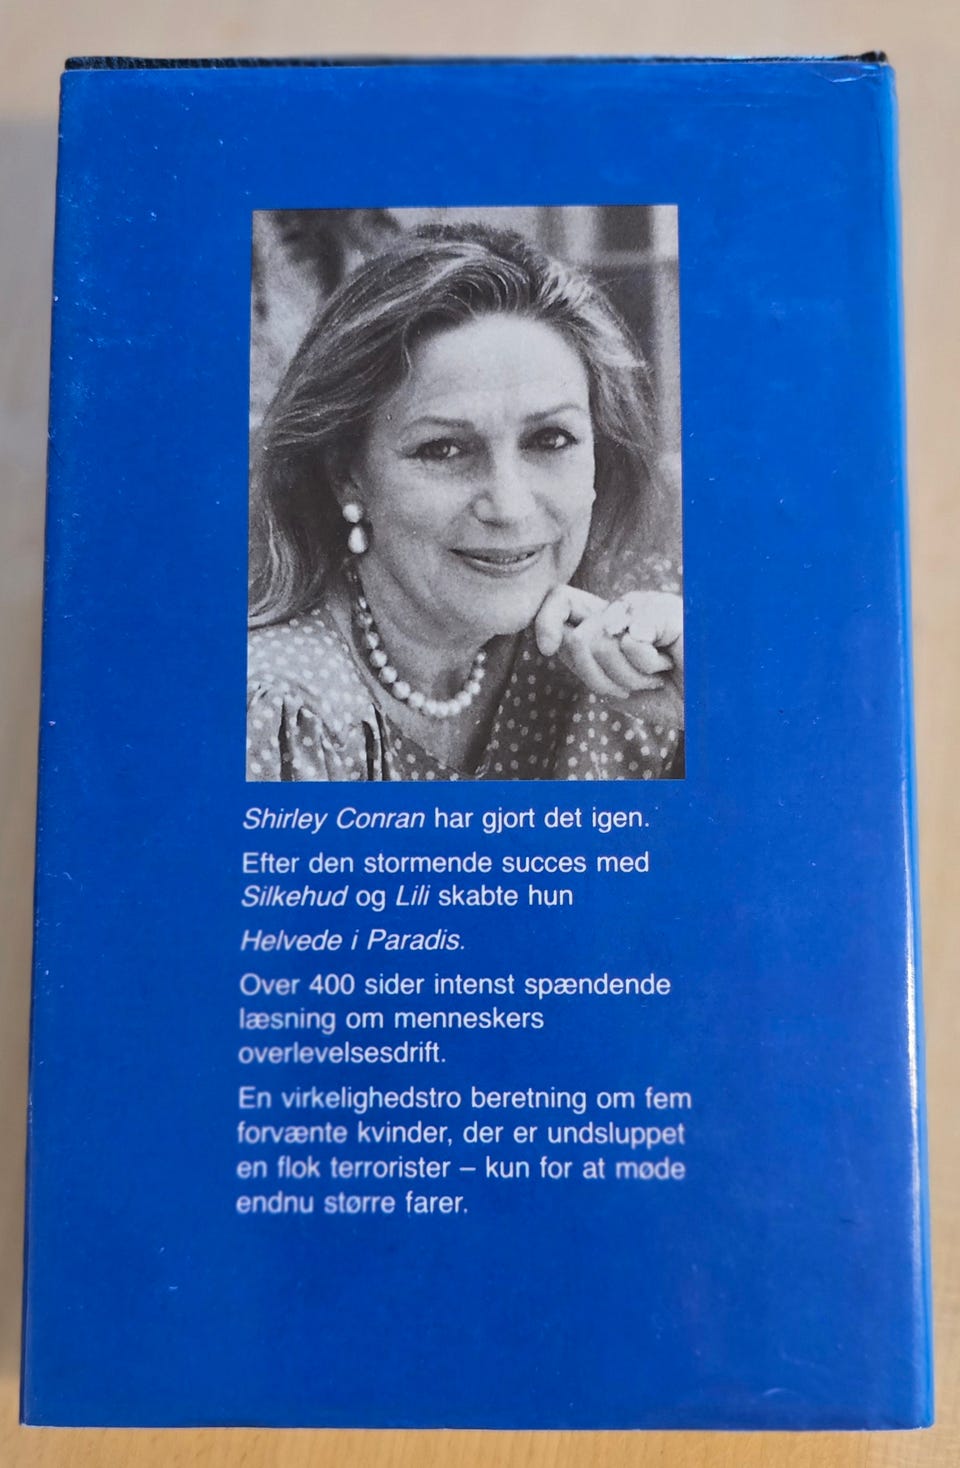 Shirley Conran har gjort det igen.
Efter den stormende succes med
Silkehud og Lili skabte hun
Helvede i Paradis.
Over 400 sider intenst spændende
læsning om menneskers
overlevelsesdrift.
En virkelighedstro beretning om fem
forvænte kvinder, der er undsluppet
en flok terrorister – kun for at møde
endnu større farer.